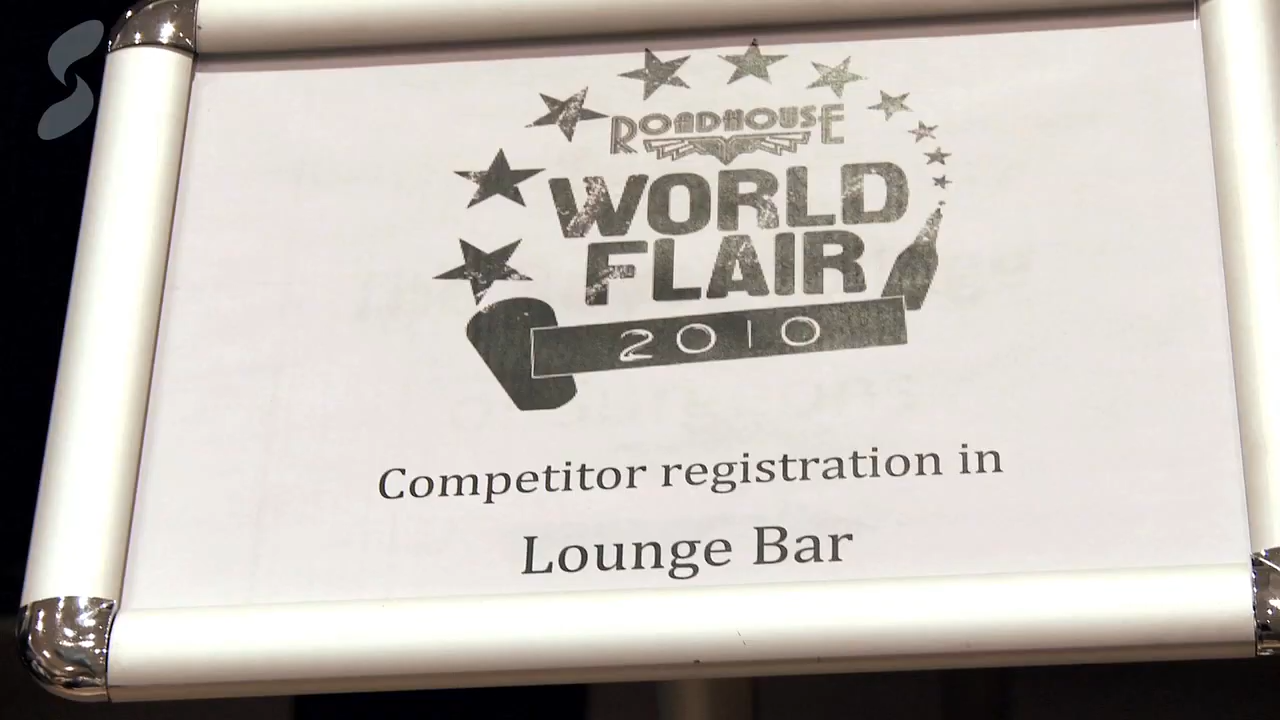 ROADHOUSE
WORLD
FLAIR
2010
Competitor registration in
Lounge Bar